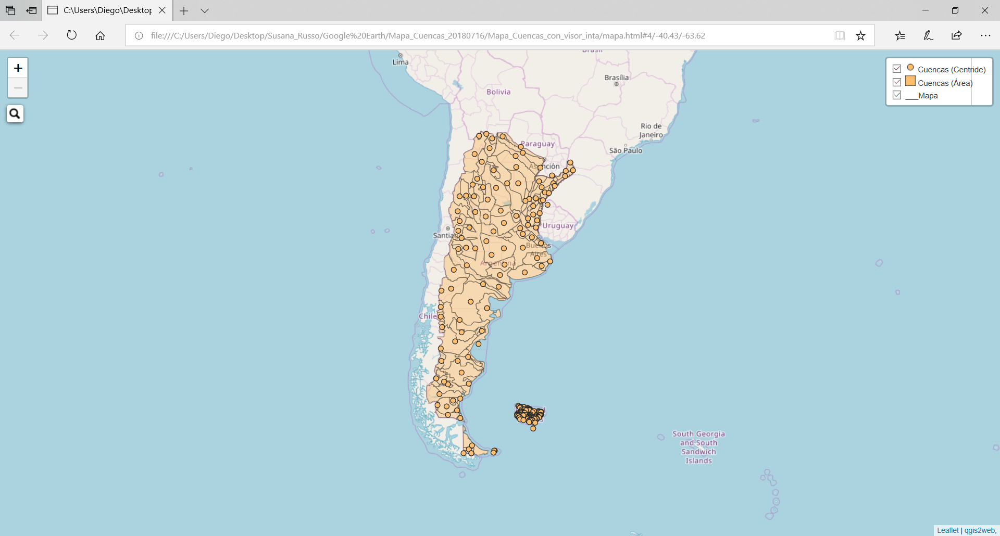 C:\Users\Diego\Desktop
file:///C:/Users/Diego/Desktop/Susana_Russo/Google%20Earth/Mapa_Cuencas_20180716/Mapa_Cuencas_con_visor_inta/mapa.html#4/-40.43/-63.62
+
−
Cuencas (Centride)
Cuencas (Área)
___Mapa
Brasil
Lima
Brasília
Bolivia
Rio de
Janeiro
Paraguay
São Paulo
Asunción
Uruguay
Santiago
Buenos
Aires
Argentina
Chile
South Georgia
and South
Sandwich
Islands
Leaflet | qgis2web,